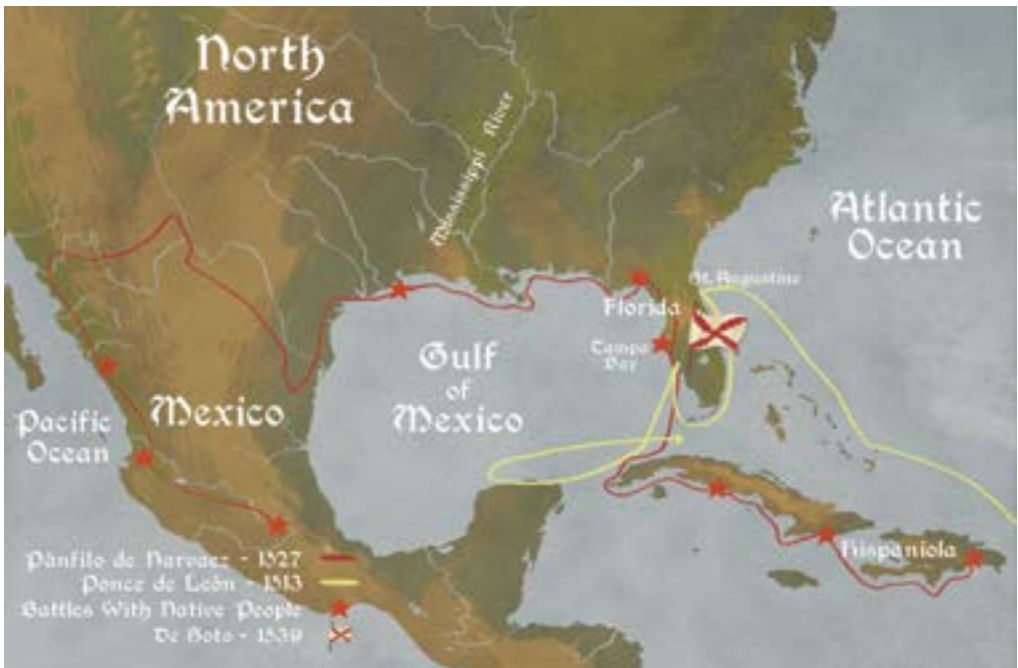 North
America
Mississippi River
Atlantic
Ocean
St. Augustine
Florida
Tampa
Bay
Gulf
of
Mexico
Mexico
Pacific
Ocean
Hispaniola
Pánfilo de Narvaez - 1527
Ponce de León - 1513
Battles With Native People
De Soto - 1539